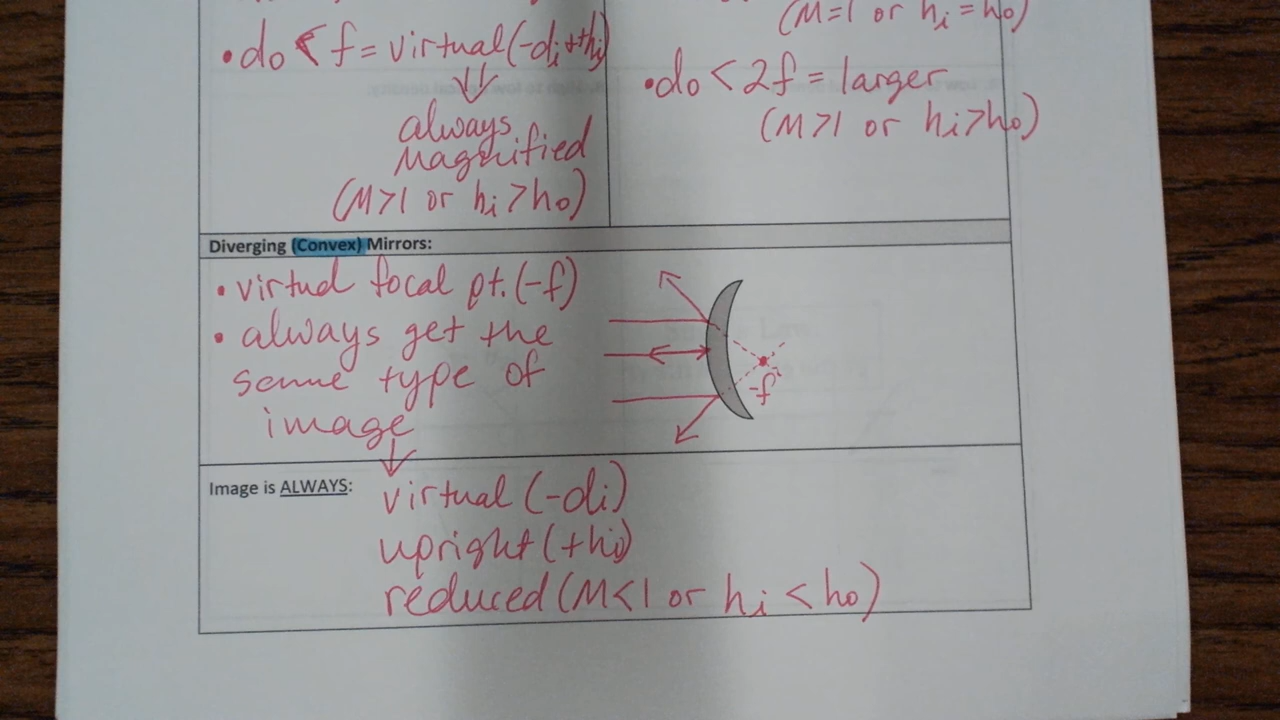 (M=1 or hi=ho)
•do < f = virtual (-di, +hi)
always
magnified
(M>1 or hi>ho)
•do < 2f = larger
(M>1 or hi>ho)
Diverging (Convex) Mirrors:
• virtual focal pt. (-f)
• always get the
same type of
image
-f
Image is ALWAYS:
virtual (-di)
upright (+hi)
reduced (M<1 or hi < ho)